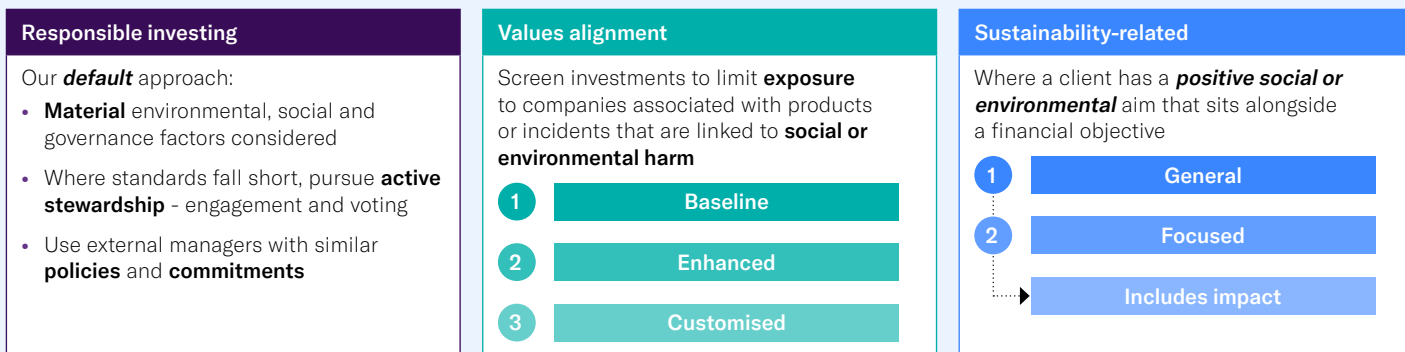 Responsible investing
Our default approach:
• Material environmental, social and
governance factors considered
• Where standards fall short, pursue active
stewardship - engagement and voting
• Use external managers with similar
policies and commitments
Values alignment
Screen investments to limit exposure
to companies associated with products
or incidents that are linked to social or
environmental harm
1 Baseline
2 Enhanced
3 Customised
Sustainability-related
Where a client has a positive social or
environmental aim that sits alongside
a financial objective
1 General
2 Focused
Includes impact